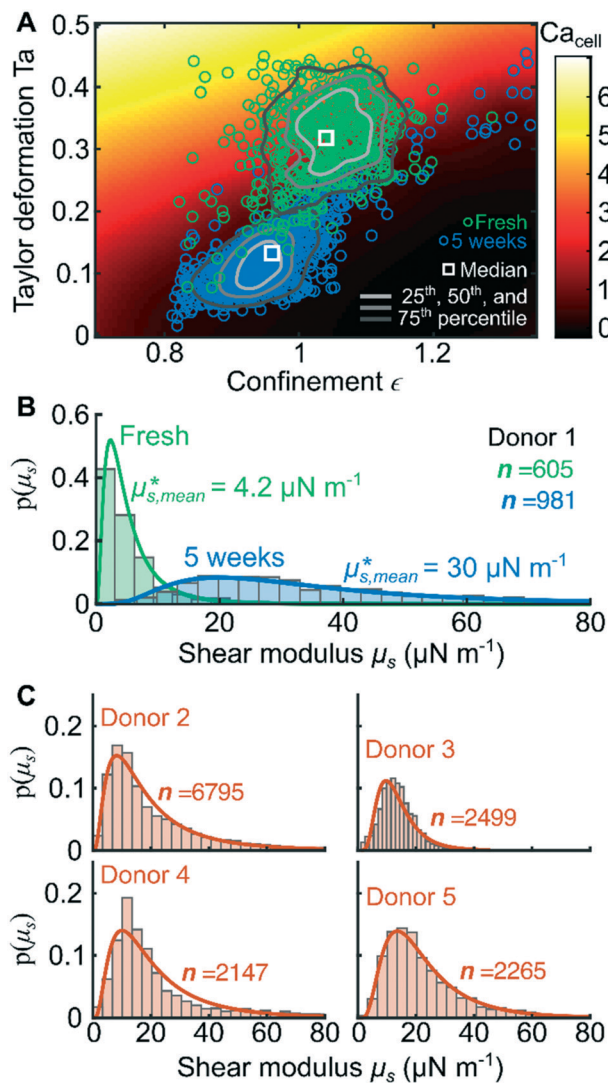 A
Taylor deformation Ta
0.5
0.4
0.3
0.2
0.1
0
0.8
1
1.2
Confinement ϵ
Fresh
5 weeks
Median
25th, 50th, and
75th percentile
Ca_cell
6
5
4
3
2
1
0
B
p(μs)
0.6
0.4
0.2
0
Fresh
μ*s,mean = 4.2 μN m⁻¹
Donor 1
n=605
n=981
5 weeks
μ*s,mean = 30 μN m⁻¹
0
20
40
60
80
Shear modulus μs (μN m⁻¹)
C
p(μs)
0.2
0.1
0
Donor 2
n=6795
Donor 3
n=2499
p(μs)
0.2
0.1
0
Donor 4
n=2147
Donor 5
n=2265
0 20 40 60 80
0 20 40 60 80
Shear modulus μs (μN m⁻¹)